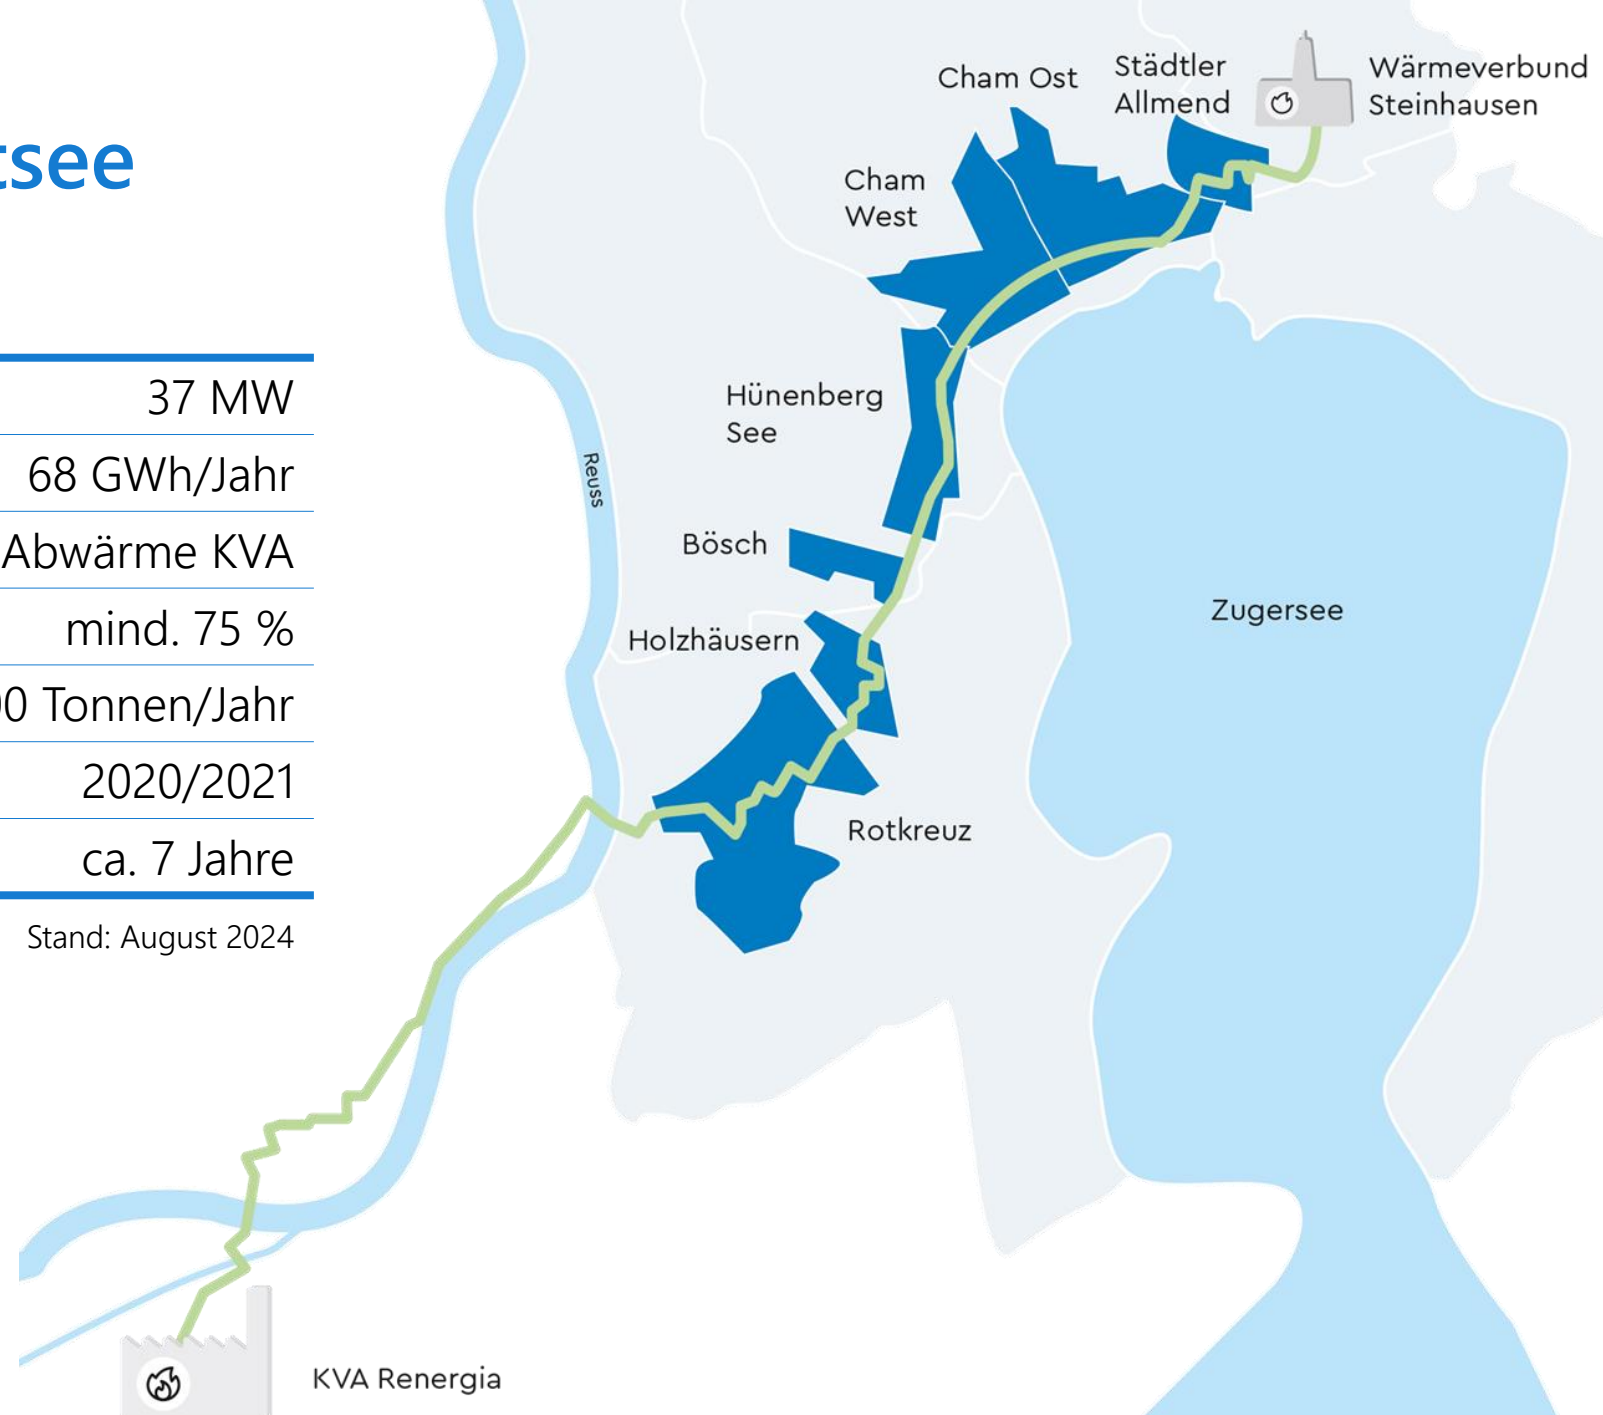 tsee
37 MW
68 GWh/Jahr
Abwärme KVA
mind. 75 %
00 Tonnen/Jahr
2020/2021
ca. 7 Jahre
Stand: August 2024
Cham Ost
Städtler
Allmend
Wärmeverbund
Steinhausen
Cham
West
Hünenberg
See
Reuss
Bösch
Holzhäusern
Zugersee
Rotkreuz
KVA Renergia